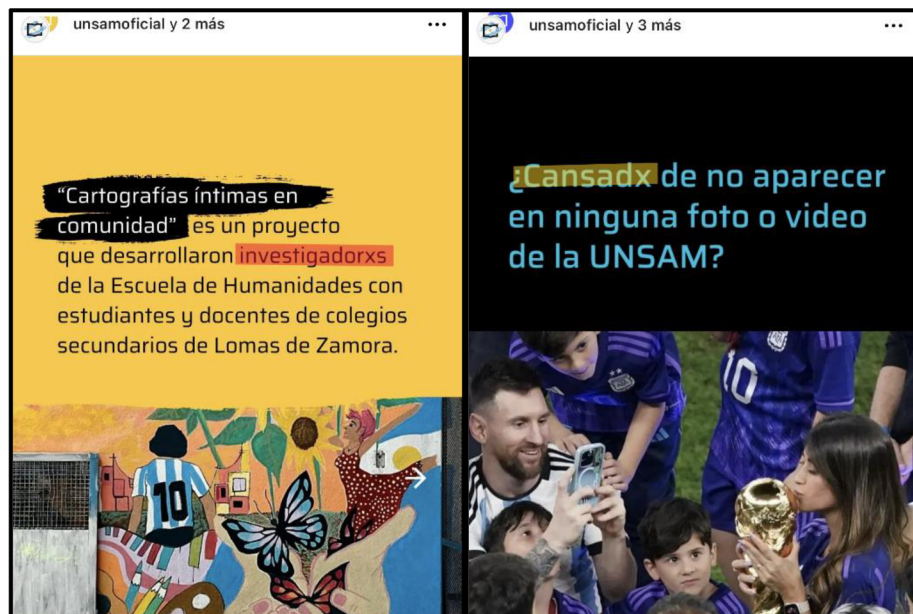 unsamoficial y 2 más
“Cartografías íntimas en
comunidad” es un proyecto
que desarrollaron investigadorxs
de la Escuela de Humanidades con
estudiantes y docentes de colegios
secundarios de Lomas de Zamora.
10
unsamoficial y 3 más
¿Cansadx de no aparecer
en ninguna foto o video
de la UNSAM?
10